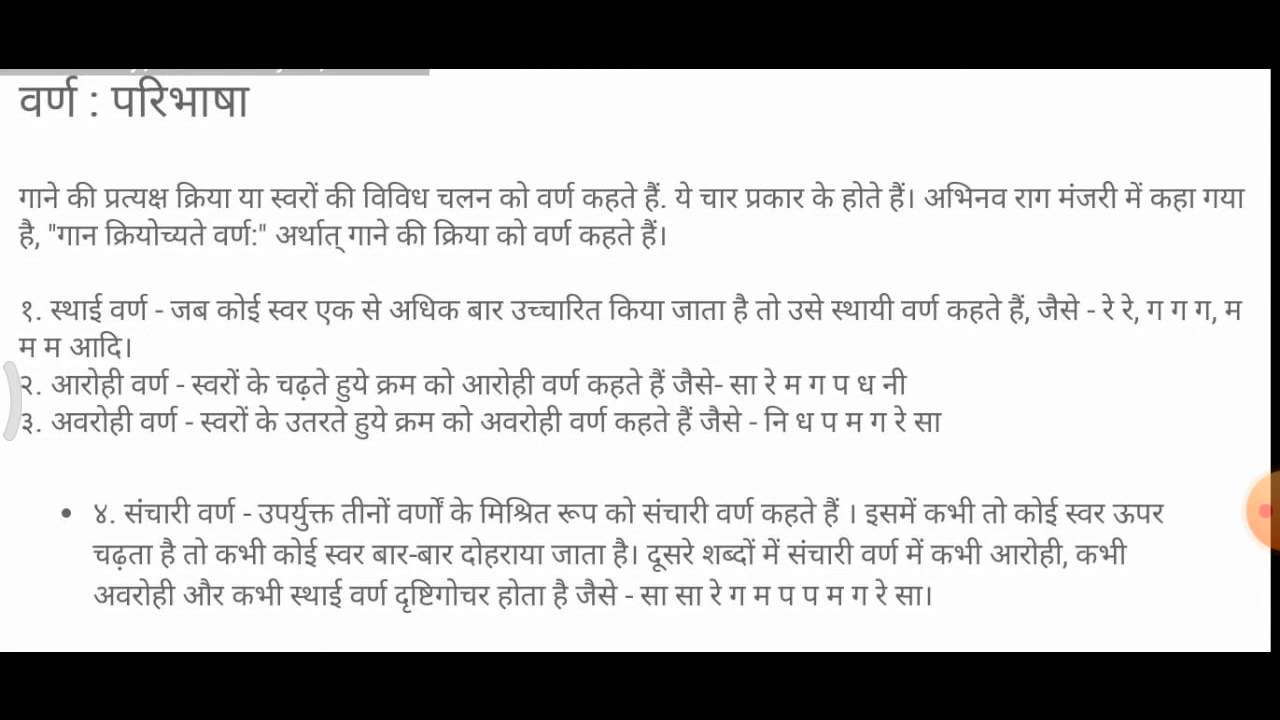 वर्ण : परिभाषा
गाने की प्रत्यक्ष क्रिया या स्वरों की विविध चलन को वर्ण कहते हैं. ये चार प्रकार के होते हैं। अभिनव राग मंजरी में कहा गया
है, "गान क्रियोच्यते वर्ण:" अर्थात् गाने की क्रिया को वर्ण कहते हैं।
१. स्थाई वर्ण - जब कोई स्वर एक से अधिक बार उच्चारित किया जाता है तो उसे स्थायी वर्ण कहते हैं, जैसे - रे रे, ग ग ग, म
म म आदि।
२. आरोही वर्ण - स्वरों के चढ़ते हुये क्रम को आरोही वर्ण कहते हैं जैसे- सा रे म ग प ध नी
३. अवरोही वर्ण - स्वरों के उतरते हुये क्रम को अवरोही वर्ण कहते हैं जैसे - नि ध प म ग रे सा
• ४. संचारी वर्ण - उपर्युक्त तीनों वर्णों के मिश्रित रूप को संचारी वर्ण कहते हैं । इसमें कभी तो कोई स्वर ऊपर
चढ़ता है तो कभी कोई स्वर बार-बार दोहराया जाता है। दूसरे शब्दों में संचारी वर्ण में कभी आरोही, कभी
अवरोही और कभी स्थाई वर्ण दृष्टिगोचर होता है जैसे - सा सा रे ग म प प म ग रे सा।